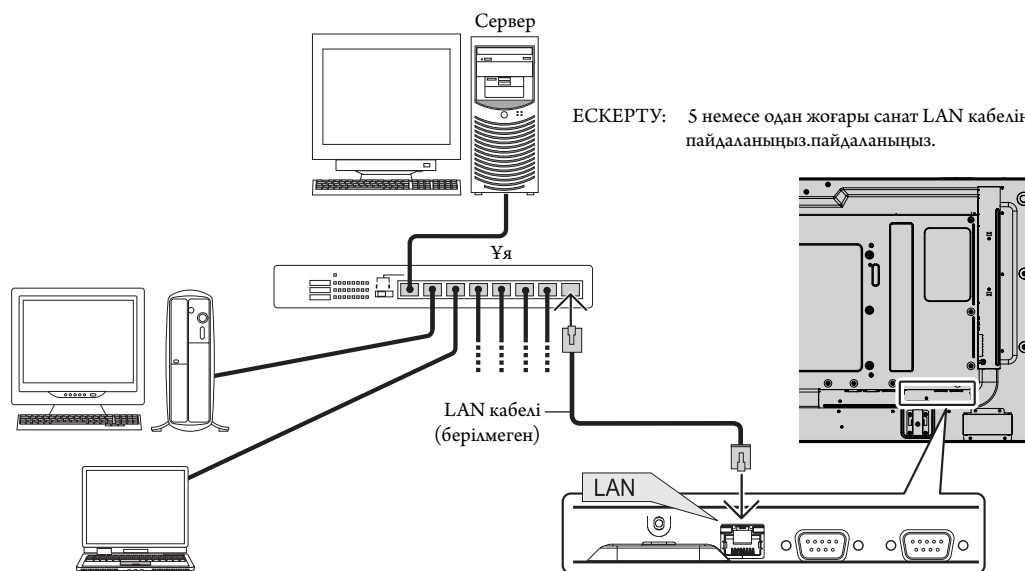 Сервер
ЕСКЕРТУ: 5 немесе одан жоғары санат LAN кабелін
пайдаланыңыз.пайдаланыңыз.
Ұя
LAN кабелі
(берілмеген)
LAN